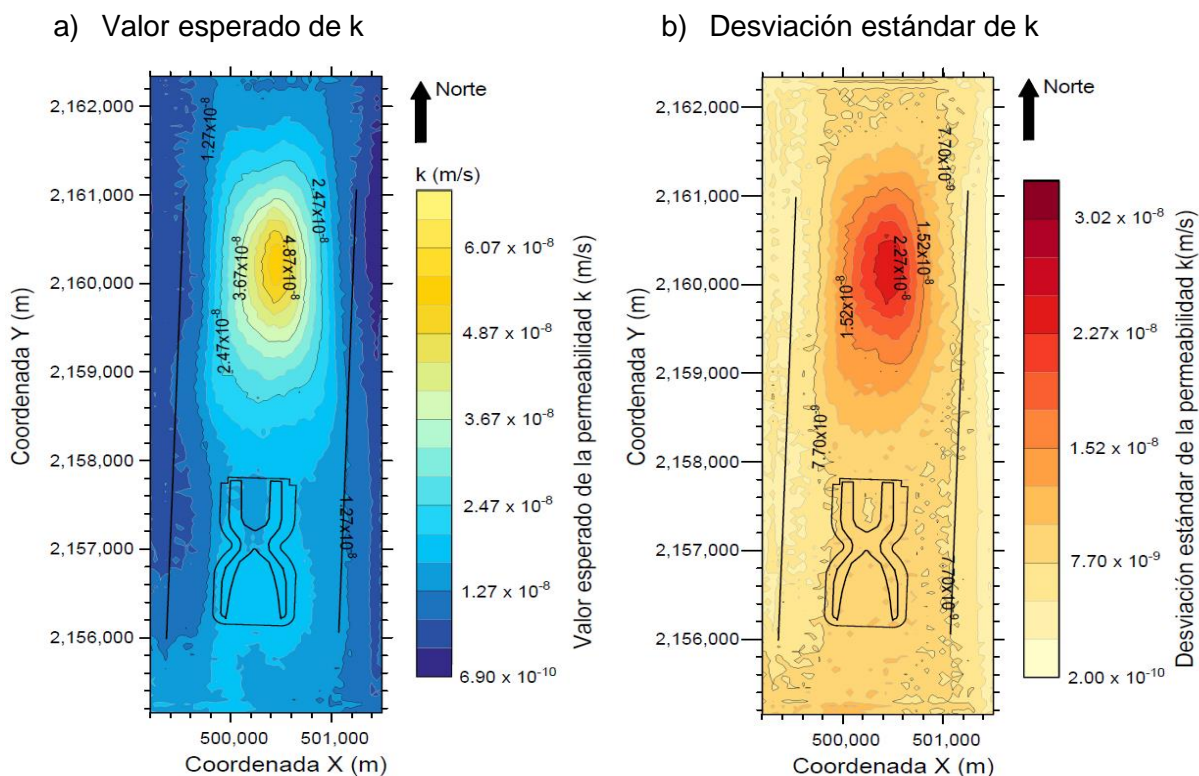 a) Valor esperado de k
2,162,000
2,161,000
2,160,000
2,159,000
2,158,000
2,157,000
2,156,000
Coordenada Y (m)
500,000
501,000
Coordenada X (m)
1.27x10-8
2.47x10-8
3.67x10-8
4.87x10-8
2.47x10-8
1.27x10-8
Norte
k (m/s)
6.07 x 10-8
4.87 x 10-8
3.67 x 10-8
2.47 x 10-8
1.27 x 10-8
6.90 x 10-10
Valor esperado de la permeabilidad k (m/s)
b) Desviación estándar de k
2,162,000
2,161,000
2,160,000
2,159,000
2,158,000
2,157,000
2,156,000
Coordenada Y (m)
500,000
501,000
Coordenada X (m)
7.70x10-9
1.52x10-8
2.27x10-8
1.52x10-8
7.70x10-9
7.70x10-9
Norte
3.02 x 10-8
2.27x 10-8
1.52 x 10-8
7.70 x 10-9
2.00 x 10-10
Desviación estándar de la permeabilidad k(m/s)